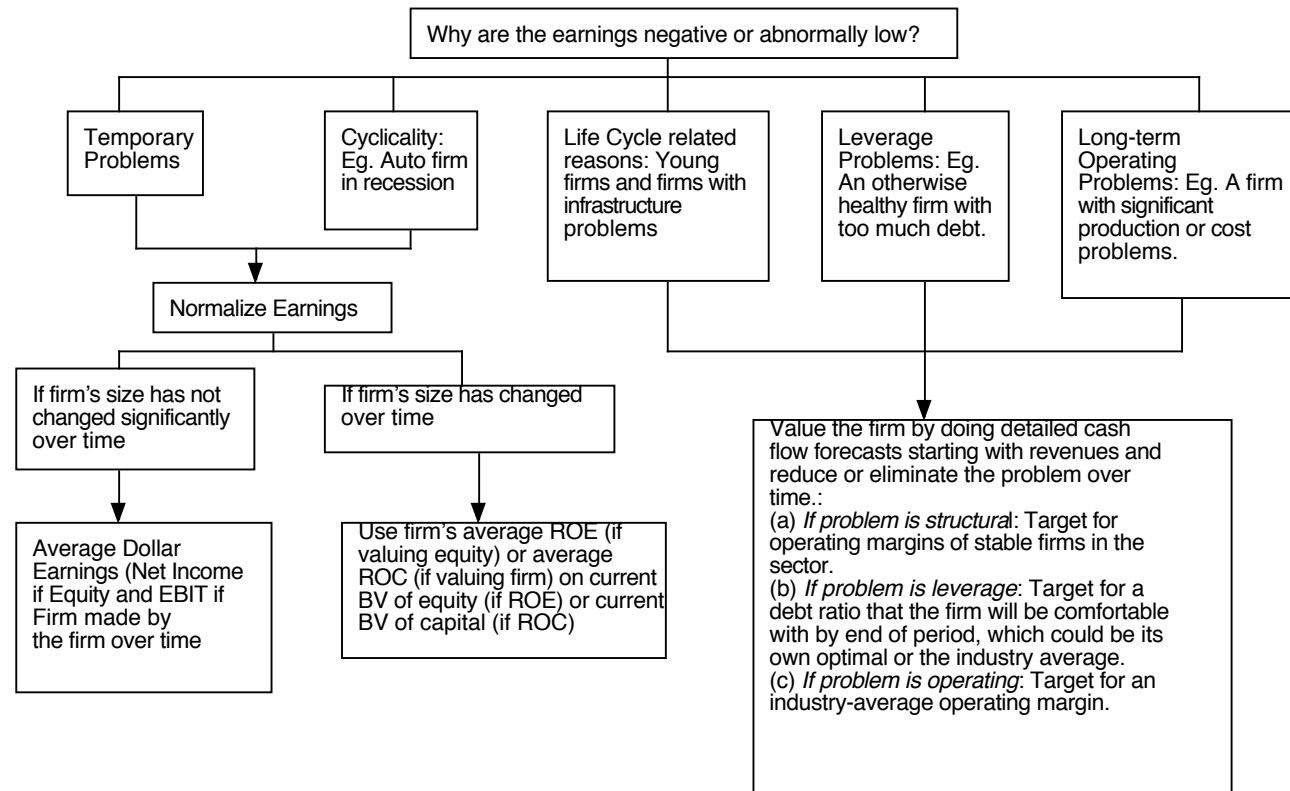 Why are the earnings negative or abnormally low?
Temporary
Problems
Cyclicality:
Eg. Auto firm
in recession
Life Cycle related
reasons: Young
firms and firms with
infrastructure
problems
Leverage
Problems: Eg.
An otherwise
healthy firm with
too much debt.
Long-term
Operating
Problems: Eg. A firm
with significant
production or cost
problems.
Normalize Earnings
If firm’s size has not
changed significantly
over time
If firm’s size has changed
over time
Average Dollar
Earnings (Net Income
if Equity and EBIT if
Firm made by
the firm over time
Use firm’s average ROE (if
valuing equity) or average
ROC (if valuing firm) on current
BV of equity (if ROE) or current
BV of capital (if ROC)
Value the firm by doing detailed cash
flow forecasts starting with revenues and
reduce or eliminate the problem over
time.:
(a) If problem is structural: Target for
operating margins of stable firms in the
sector.
(b) If problem is leverage: Target for a
debt ratio that the firm will be comfortable
with by end of period, which could be its
own optimal or the industry average.
(c) If problem is operating: Target for an
industry-average operating margin.